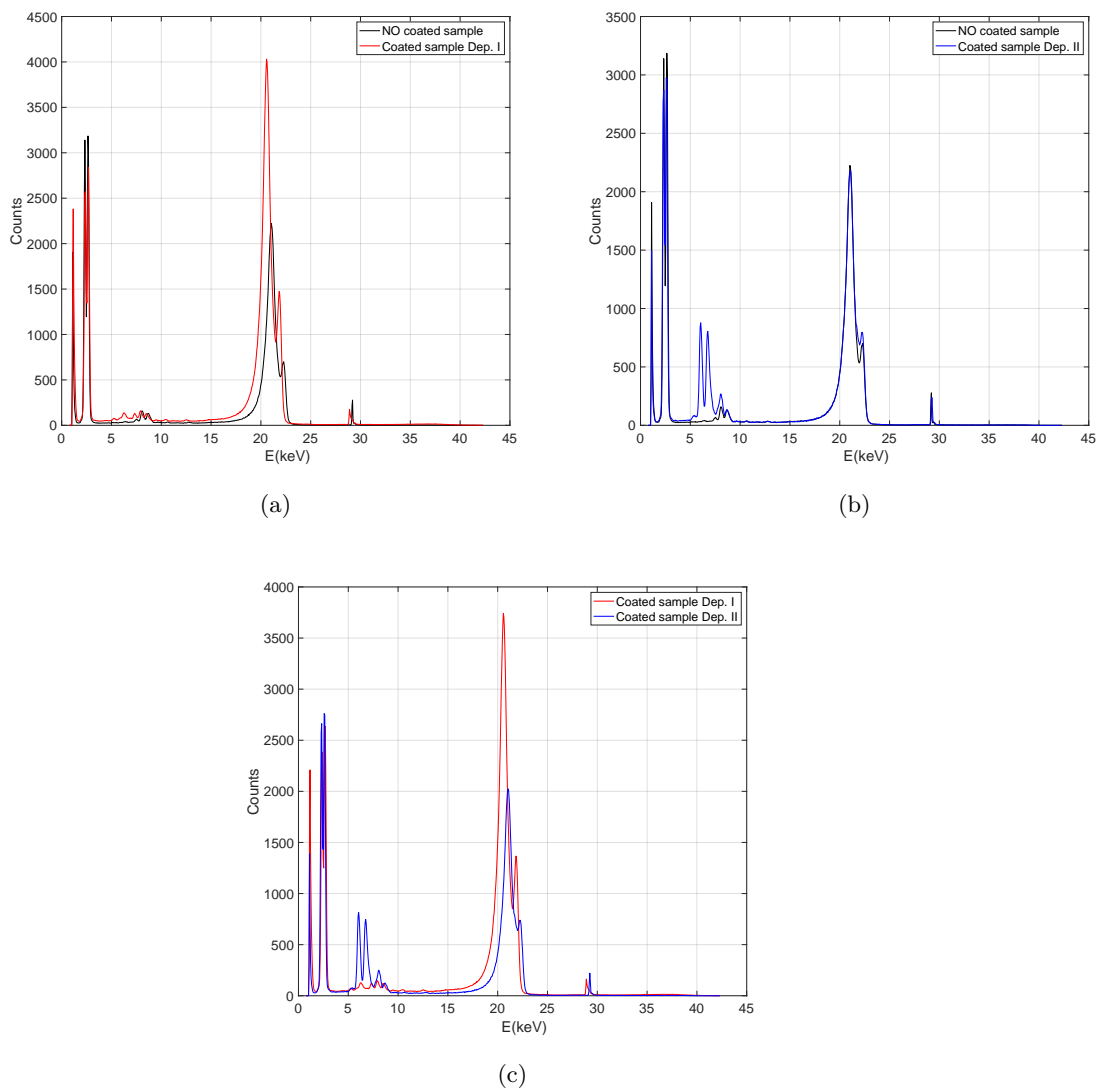 4500
4000
3500
3000
2500
2000
1500
1000
500
0
Counts
0 5 10 15 20 25 30 35 40 45
E(keV)
NO coated sample
Coated sample Dep. I
(a)
3500
3000
2500
2000
1500
1000
500
0
Counts
0 5 10 15 20 25 30 35 40 45
E(keV)
NO coated sample
Coated sample Dep. II
(b)
4000
3500
3000
2500
2000
1500
1000
500
0
Counts
0 5 10 15 20 25 30 35 40 45
E(keV)
Coated sample Dep. I
Coated sample Dep. II
(c)